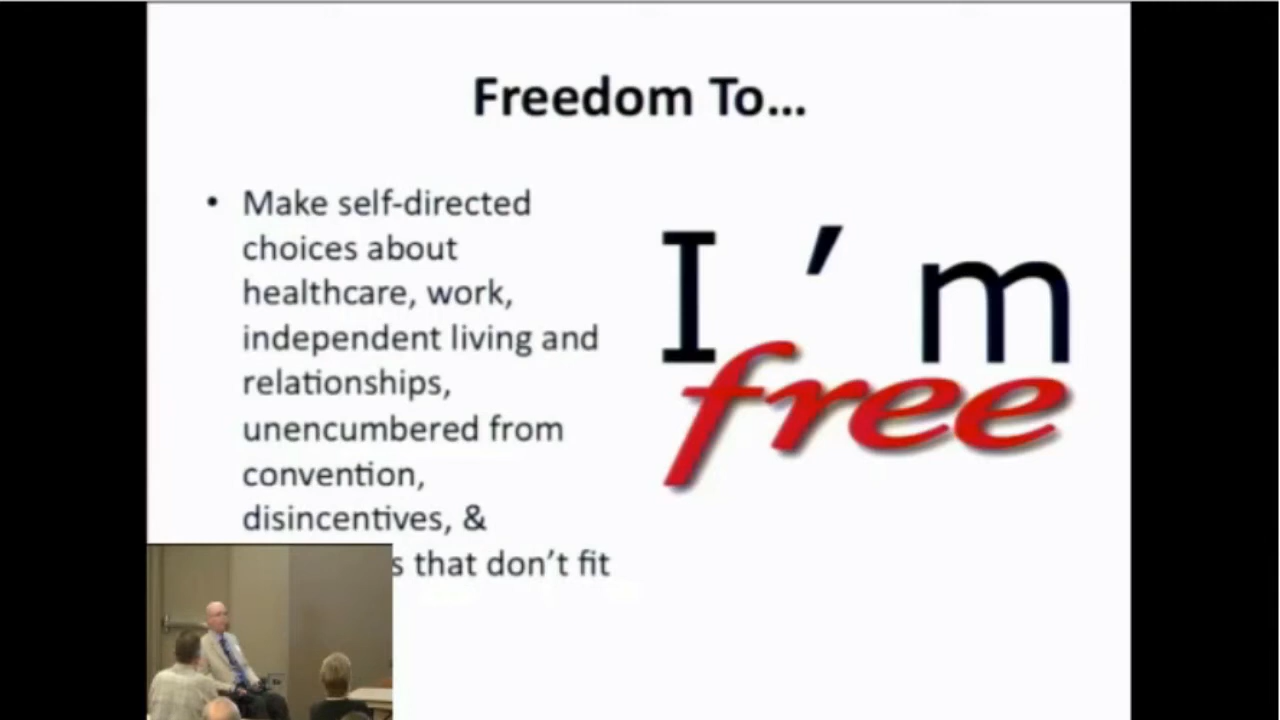 Freedom To...
• Make self-directed
choices about
healthcare, work,
independent living and
relationships,
unencumbered from
convention,
disincentives, &
that don’t fit
I’m
free